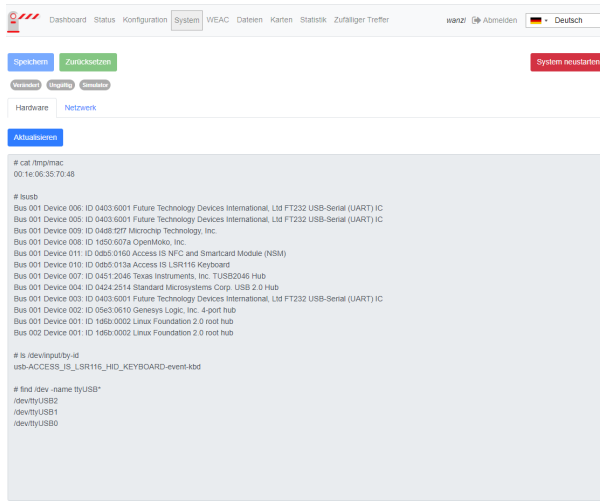 Dashboard Status Konfiguration System WEAC Dateien Karten Statistik Zufälliger Treffer wanzl Abmelden Deutsch
Speichern Zurücksetzen System neustarten
Verändert Ungültig Simulator
Hardware Netzwerk
Aktualisieren
# cat /tmp/mac
00:1e:06:35:70:48
# lsusb
Bus 001 Device 006: ID 0403:6001 Future Technology Devices International, Ltd FT232 USB-Serial (UART) IC
Bus 001 Device 005: ID 0403:6001 Future Technology Devices International, Ltd FT232 USB-Serial (UART) IC
Bus 001 Device 009: ID 04d8:f2f7 Microchip Technology, Inc.
Bus 001 Device 008: ID 1d50:607a OpenMoko, Inc.
Bus 001 Device 011: ID 0db5:0160 Access IS NFC and Smartcard Module (NSM)
Bus 001 Device 010: ID 0db5:013a Access IS LSR116 Keyboard
Bus 001 Device 007: ID 0451:2046 Texas Instruments, Inc. TUSB2046 Hub
Bus 001 Device 004: ID 0424:2514 Standard Microsystems Corp. USB 2.0 Hub
Bus 001 Device 003: ID 0403:6001 Future Technology Devices International, Ltd FT232 USB-Serial (UART) IC
Bus 001 Device 002: ID 05e3:0610 Genesys Logic, Inc. 4-port hub
Bus 001 Device 001: ID 1d6b:0002 Linux Foundation 2.0 root hub
Bus 002 Device 001: ID 1d6b:0002 Linux Foundation 2.0 root hub
# ls /dev/input/by-id
usb-ACCESS_IS_LSR116_HID_KEYBOARD-event-kbd
# find /dev -name ttyUSB*
/dev/ttyUSB2
/dev/ttyUSB1
/dev/ttyUSB0